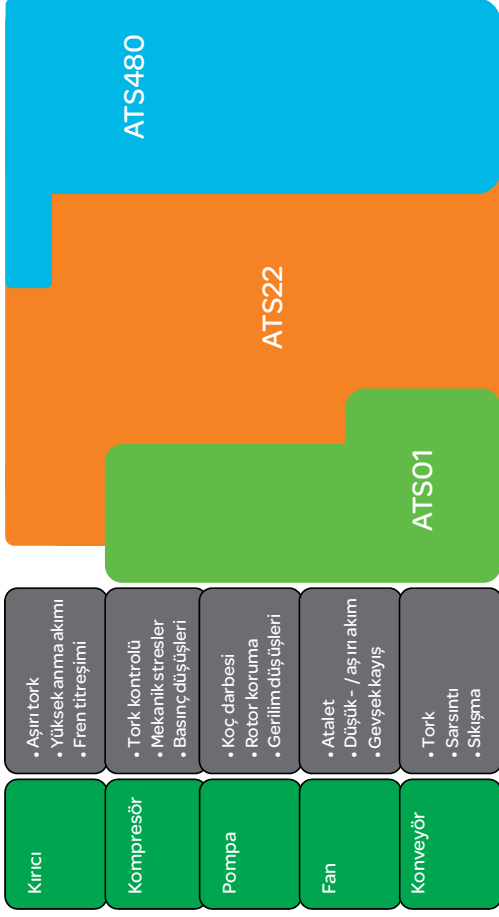 Kırıcı
• Aşırı tork
• Yüksek anma akımı
• Fren titreşimi
Kompresör
• Tork kontrolü
• Mekanik stresler
• Basınç düşüşleri
Pompa
• Koç darbesi
• Rotor koruma
• Gerilim düşüşleri
Fan
• Atalet
• Düşük - / aşırı akım
• Gevşek kayış
Konveyör
• Tork
• Sarsıntı
• Sıkışma
ATS01
ATS22
ATS480